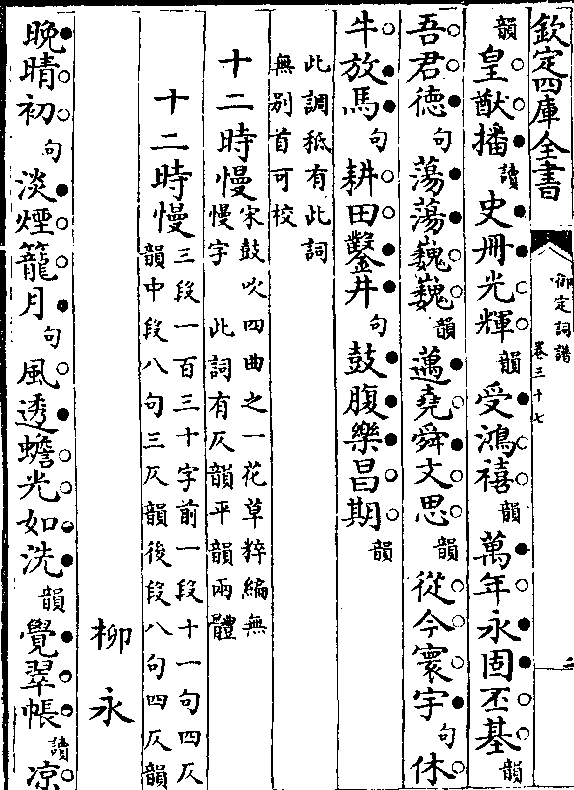 欽定四庫全書
御定詞譜 卷三十七
二
韻皇猷播讀史册光輝韻受鴻禧韻萬年永固丕基韻
吾君德句蕩蕩巍巍韻邁堯舜文思韻從今寰宇句休
牛放馬句耕田鑿井句鼓腹樂昌期韻
此調秖有此詞
無别首可校
十二時慢宋鼓吹四曲之一花草粹編無
慢字 此詞有仄韻平韻兩體
十二時慢三段一百三十字前一段十一句四仄
韻中段八句三仄韻後段八句四仄韻
柳永
晚晴初句淡煙籠月句風透蟾光如洗韻覺翠帳讀凉